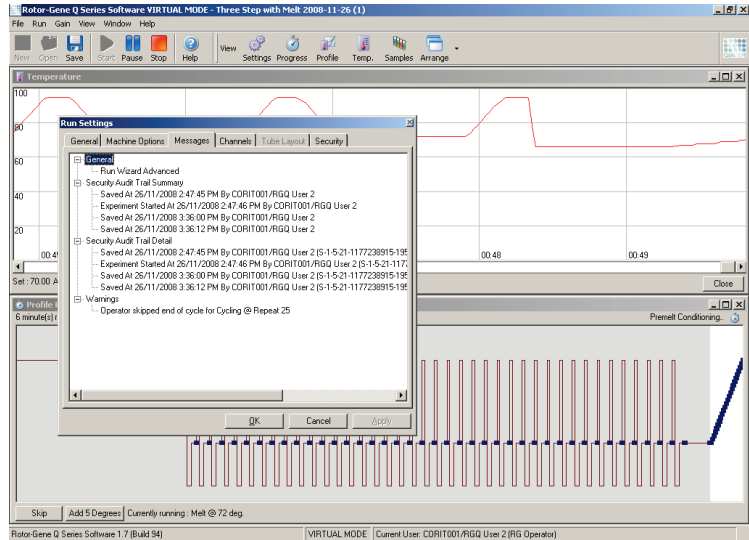 Rotor-Gene Q Series Software VIRTUAL MODE - Three Step with Melt 2008-11-26 (1)
File Run Gain View Window Help
New Open Save Start Pause Stop Help View Settings Progress Profile Temp. Samples Arrange
Temperature
100
80
60
40
20
00:48
00:49
Set : 70.00
Close
Run Settings
General Machine Options Messages Channels Tube Layout Security
General
Run Wizard Advanced
Security Audit Trail Summary
Saved At 26/11/2008 2:47:45 PM By CORIT001/RGQ User 2
Experiment Started At 26/11/2008 2:47:46 PM By CORIT001/RGQ User 2
Saved At 26/11/2008 3:36:00 PM By CORIT001/RGQ User 2
Saved At 26/11/2008 3:36:12 PM By CORIT001/RGQ User 2
Security Audit Trail Detail
Saved At 26/11/2008 2:47:45 PM By CORIT001/RGQ User 2 (S-1-5-21-1177238915-195
Experiment Started At 26/11/2008 2:47:46 PM By CORIT001/RGQ User 2 (S-1-5-21-117
Saved At 26/11/2008 3:36:00 PM By CORIT001/RGQ User 2 (S-1-5-21-1177238915-195
Saved At 26/11/2008 3:36:12 PM By CORIT001/RGQ User 2 (S-1-5-21-1177238915-195
Warnings
Operator skipped end of cycle for Cycling @ Repeat 25
OK Cancel Apply
Profile
6 minute(s)
Premelt Conditioning..
Skip Add 5 Degrees Currently running : Melt @ 72 deg.
Rotor-Gene Q Series Software 1.7 (Build 94) VIRTUAL MODE Current User: CORIT001/RGQ User 2 (RG Operator)